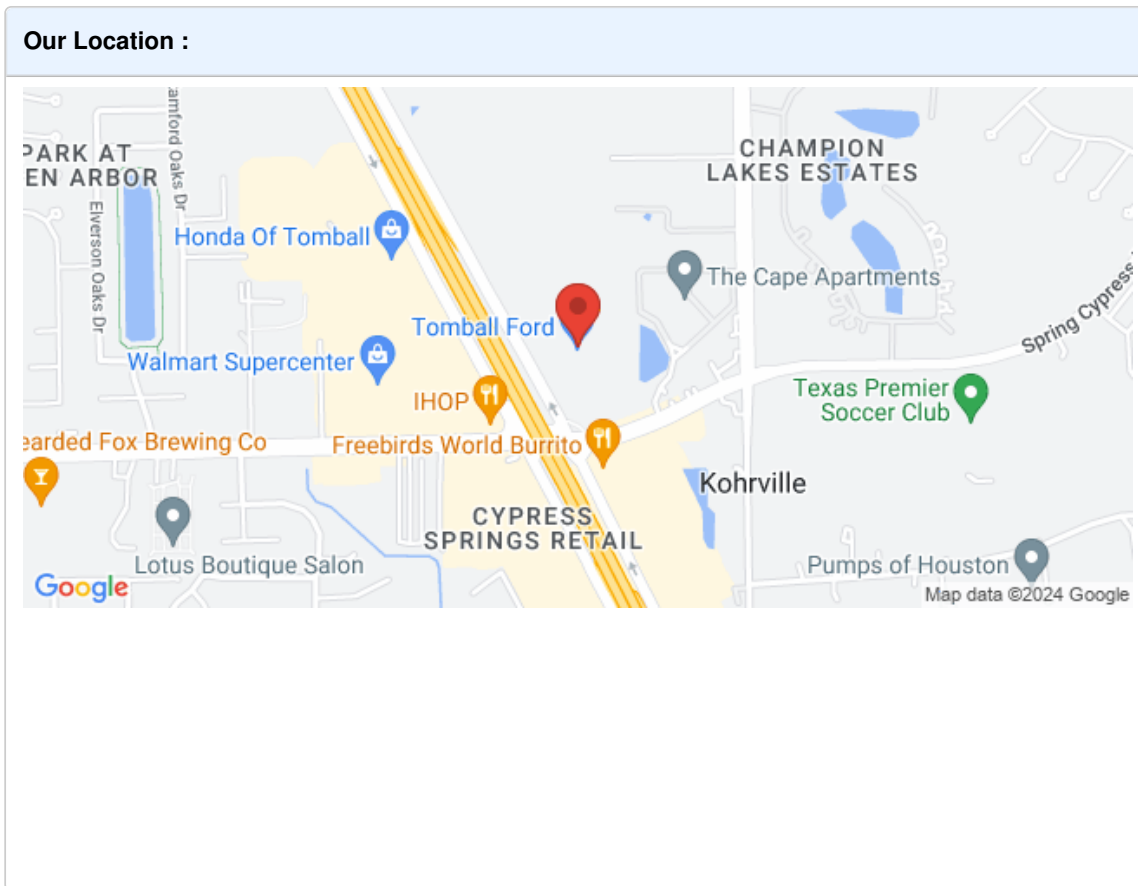 Our Location :
PARK AT
EN ARBOR
Elverson Oaks Dr
amford Oaks Dr
Honda Of Tomball
CHAMPION
LAKES ESTATES
The Cape Apartments
Tomball Ford
Walmart Supercenter
IHOP
Spring Cypress
Texas Premier
Soccer Club
earded Fox Brewing Co
Freebirds World Burrito
Kohrville
CYPRESS
SPRINGS RETAIL
Lotus Boutique Salon
Pumps of Houston
Google
Map data ©2024 Google